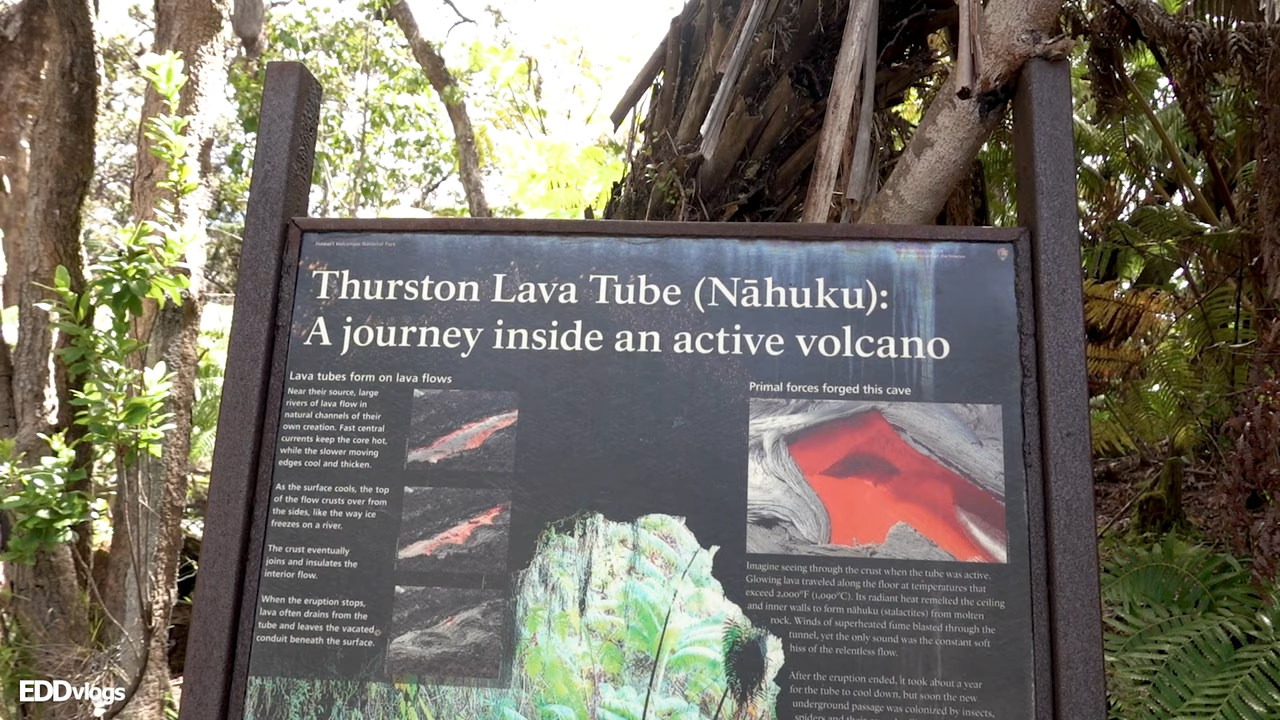 Hawai'i Volcanoes National Park
Thurston Lava Tube (Nāhuku):
A journey inside an active volcano
Lava tubes form on lava flows
Near their source, large
rivers of lava flow in
natural channels of their
own creation. Fast central
currents keep the core hot,
while the slower moving
edges cool and thicken.
As the surface cools, the top
of the flow crusts over from
the sides, like the way ice
freezes on a river.
The crust eventually
joins and insulates the
interior flow.
When the eruption stops,
lava often drains from the
tube and leaves the vacated
conduit beneath the surface.
Primal forces forged this cave
Imagine seeing through the crust when the tube was active.
Glowing lava traveled along the floor at temperatures that
exceed 2,000°F (1,090°C). Its radiant heat remelted the ceiling
and inner walls to form nāhuku (stalactites) from molten
rock. Winds of superheated fume blasted through the
tunnel, yet the only sound was the constant soft
hiss of the relentless flow.
After the eruption ended, it took about a year
for the tube to cool down, but soon the new
underground passage was colonized by insects,
spiders and their
EDDvlogs